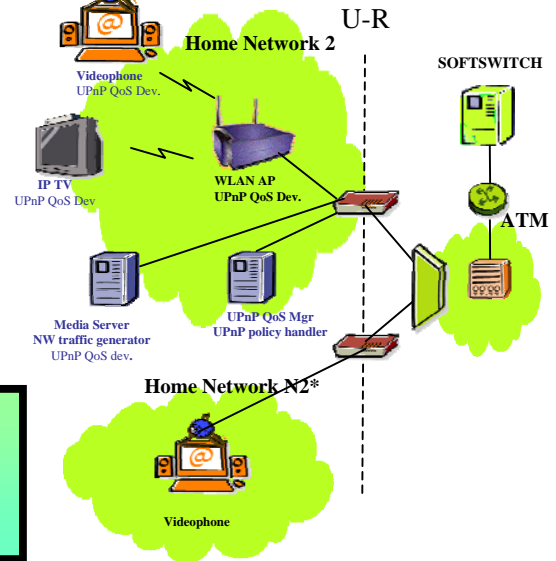 U-R
Home Network 2
SOFTSWITCH
Videophone
UPnP QoS Dev.
IP TV
UPnP QoS Dev
WLAN AP
UPnP QoS Dev.
ATM
Media Server
NW traffic generator
UPnP QoS dev.
UPnP QoS Mgr
UPnP policy handler
Home Network N2*
Videophone